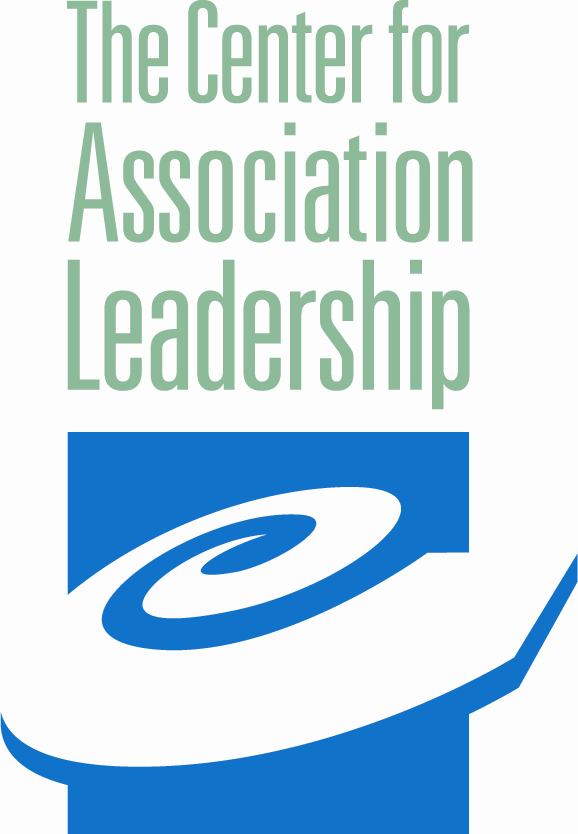 The Center for
Association
Leadership